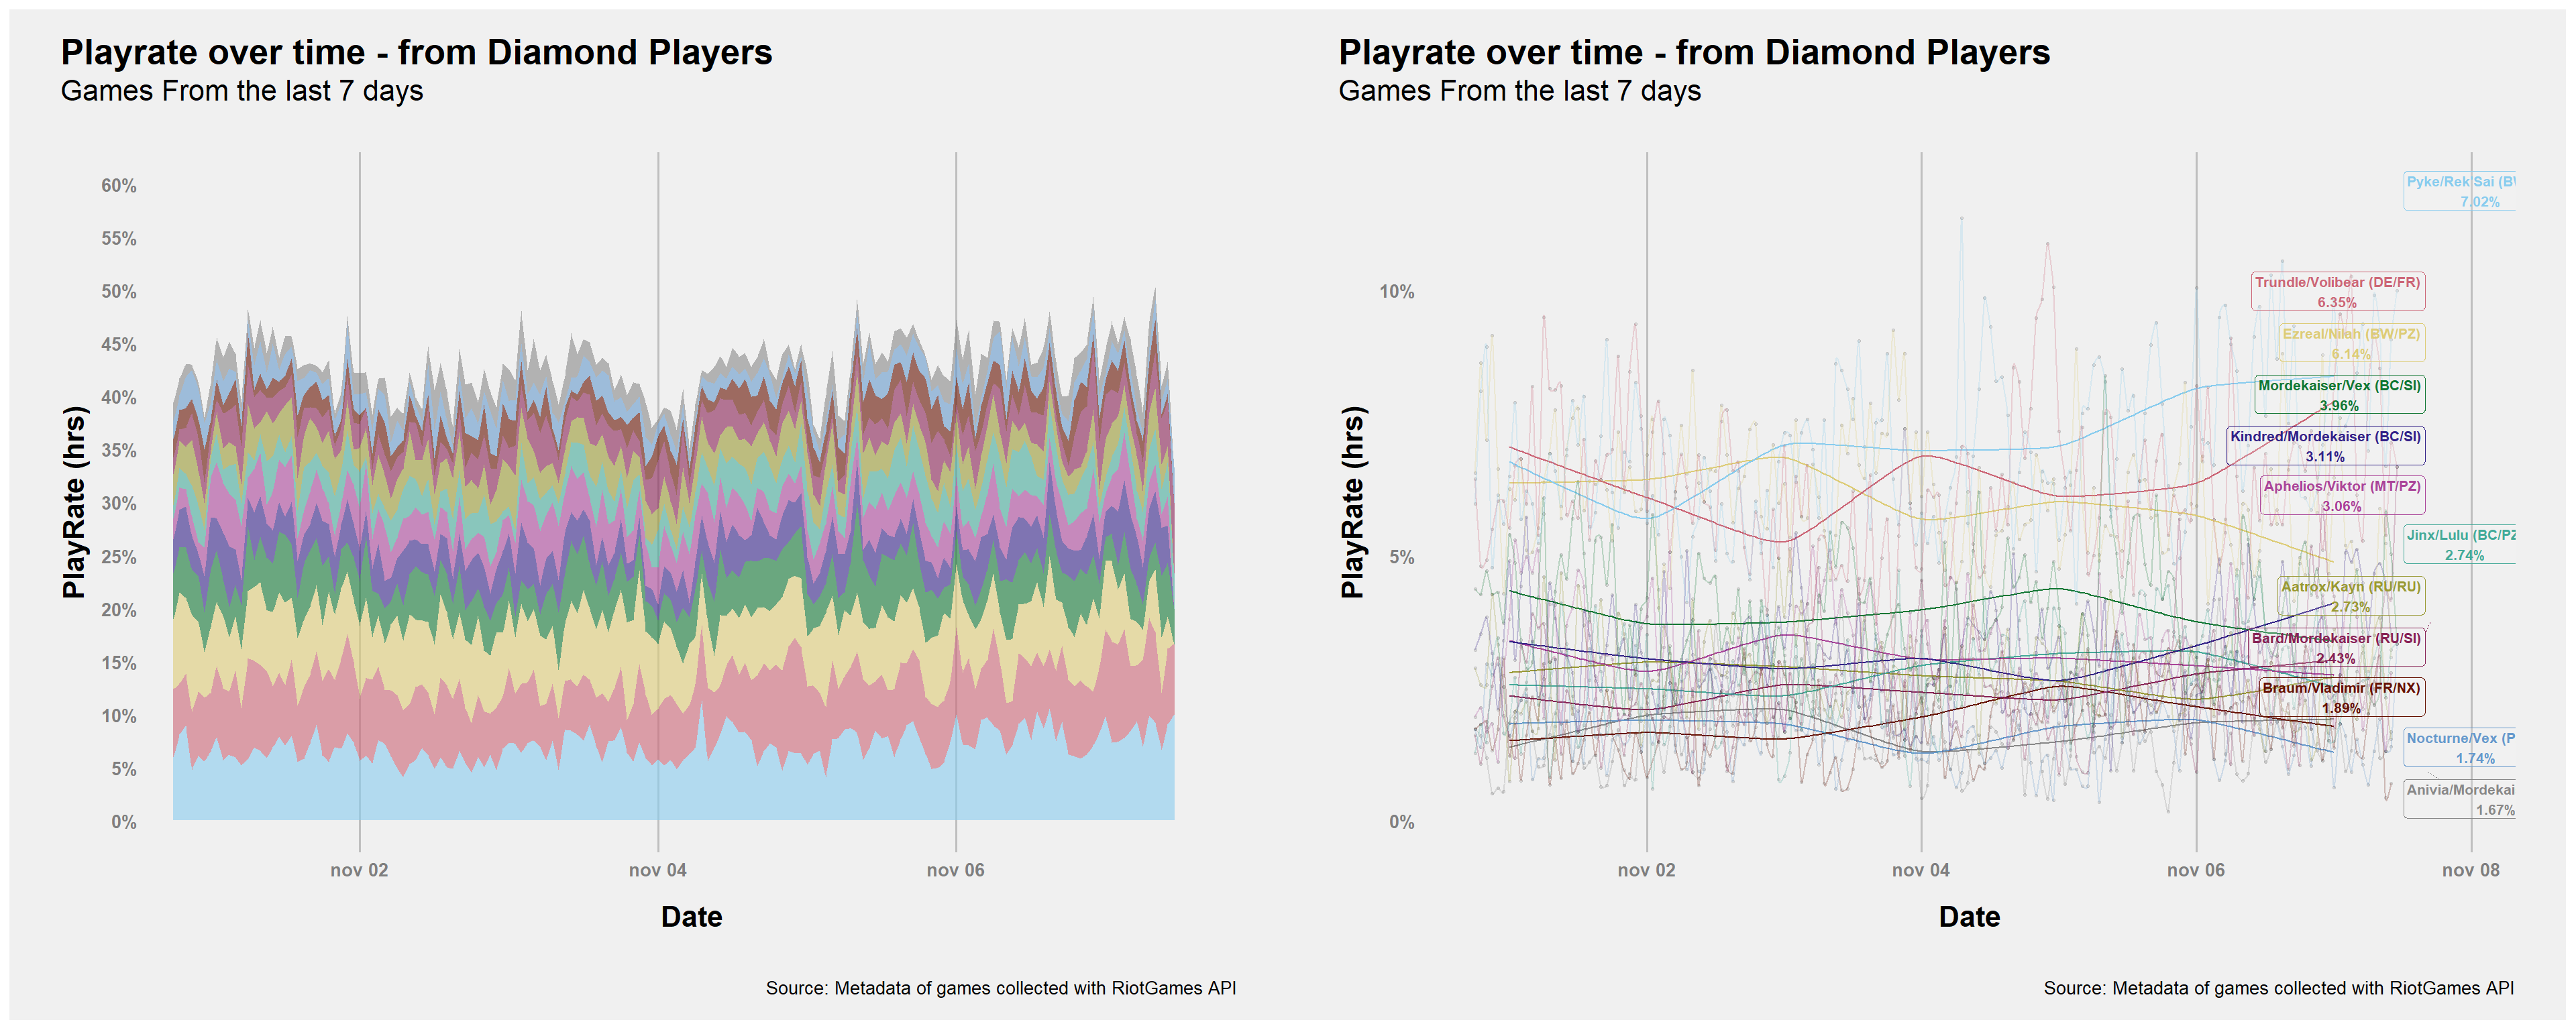 Playrate over time - from Diamond Players
Games From the last 7 days
60%
55%
50%
45%
40%
35%
30%
25%
20%
15%
10%
5%
0%
PlayRate (hrs)
nov 02
nov 04
nov 06
Date
Source: Metadata of games collected with RiotGames API
Playrate over time - from Diamond Players
Games From the last 7 days
10%
5%
0%
PlayRate (hrs)
Pyke/Rek'Sai (BW
7.02%
Trundle/Volibear (DE/FR)
6.35%
Ezreal/Nilah (BW/PZ)
6.14%
Mordekaiser/Vex (BC/SI)
3.96%
Kindred/Mordekaiser (BC/SI)
3.11%
Aphelios/Viktor (MT/PZ)
3.06%
Jinx/Lulu (BC/PZ
2.74%
Aatrox/Kayn (RU/RU)
2.73%
Bard/Mordekaiser (RU/SI)
2.43%
Braum/Vladimir (FR/NX)
1.89%
Nocturne/Vex (P
1.74%
Anivia/Mordekai
1.67%
nov 02
nov 04
nov 06
nov 08
Date
Source: Metadata of games collected with RiotGames API